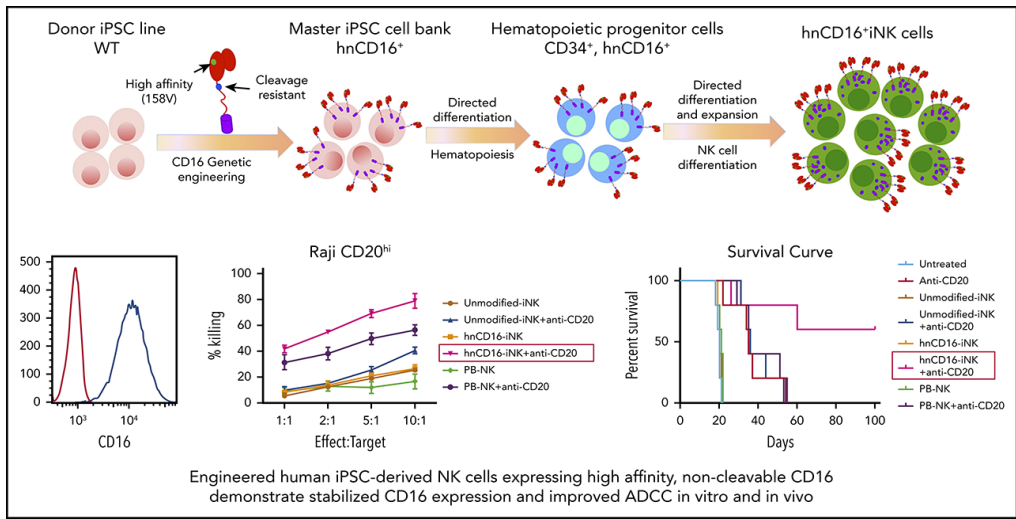 Donor iPSC line
WT
High affinity
(158V)
Cleavage
resistant
CD16 Genetic
engineering
Master iPSC cell bank
hnCD16⁺
Directed
differentiation
Hematopoiesis
Hematopoietic progenitor cells
CD34⁺, hnCD16⁺
Directed
differentiation
and expansion
NK cell
differentiation
hnCD16⁺iNK cells
500
400
300
200
100
0
10³
10⁴
CD16
Raji CD20ʰⁱ
% killing
100
80
60
40
20
0
1:1
2:1
5:1
10:1
Effect:Target
Unmodified-iNK
Unmodified-iNK+anti-CD20
hnCD16-iNK
hnCD16-iNK+anti-CD20
PB-NK
PB-NK+anti-CD20
Survival Curve
Percent survival
100
50
0
0
20
40
60
80
100
Days
Untreated
Anti-CD20
Unmodified-iNK
Unmodified-iNK
+anti-CD20
hnCD16-iNK
hnCD16-iNK
+anti-CD20
PB-NK
PB-NK+anti-CD20
Engineered human iPSC-derived NK cells expressing high affinity, non-cleavable CD16
demonstrate stabilized CD16 expression and improved ADCC in vitro and in vivo